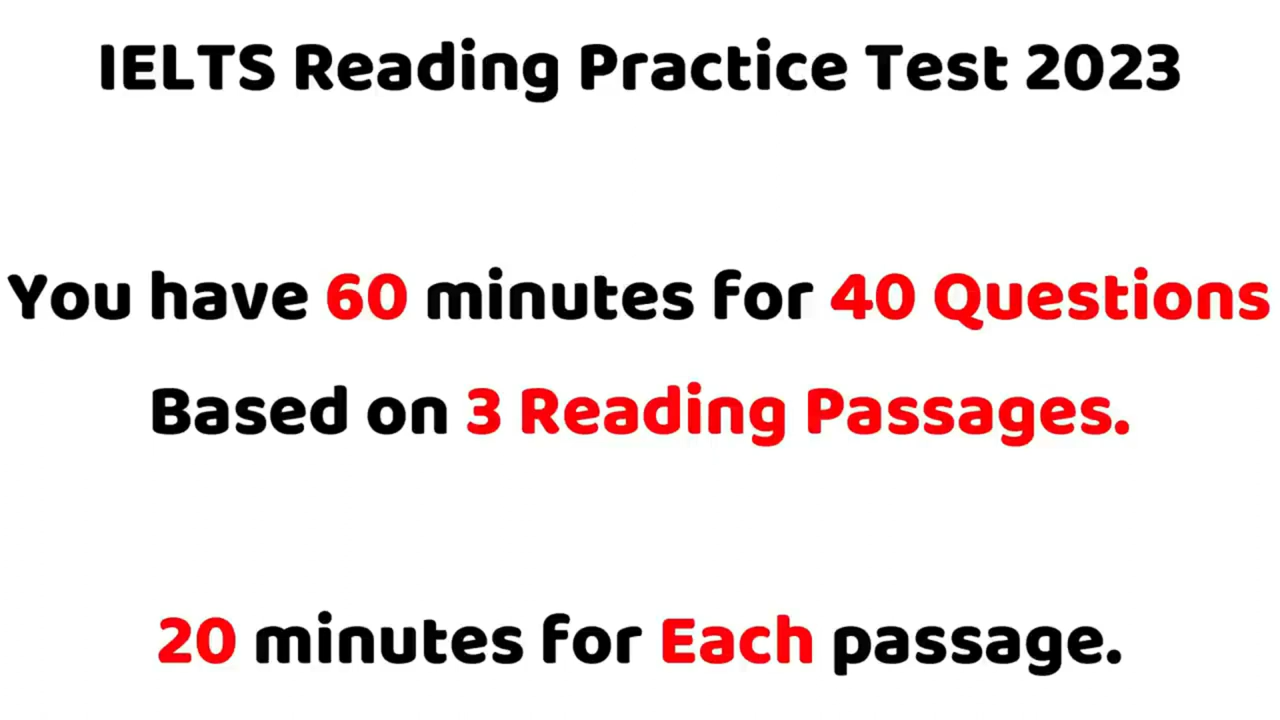 IELTS Reading Practice Test 2023
You have 60 minutes for 40 Questions
Based on 3 Reading Passages.
20 minutes for Each passage.